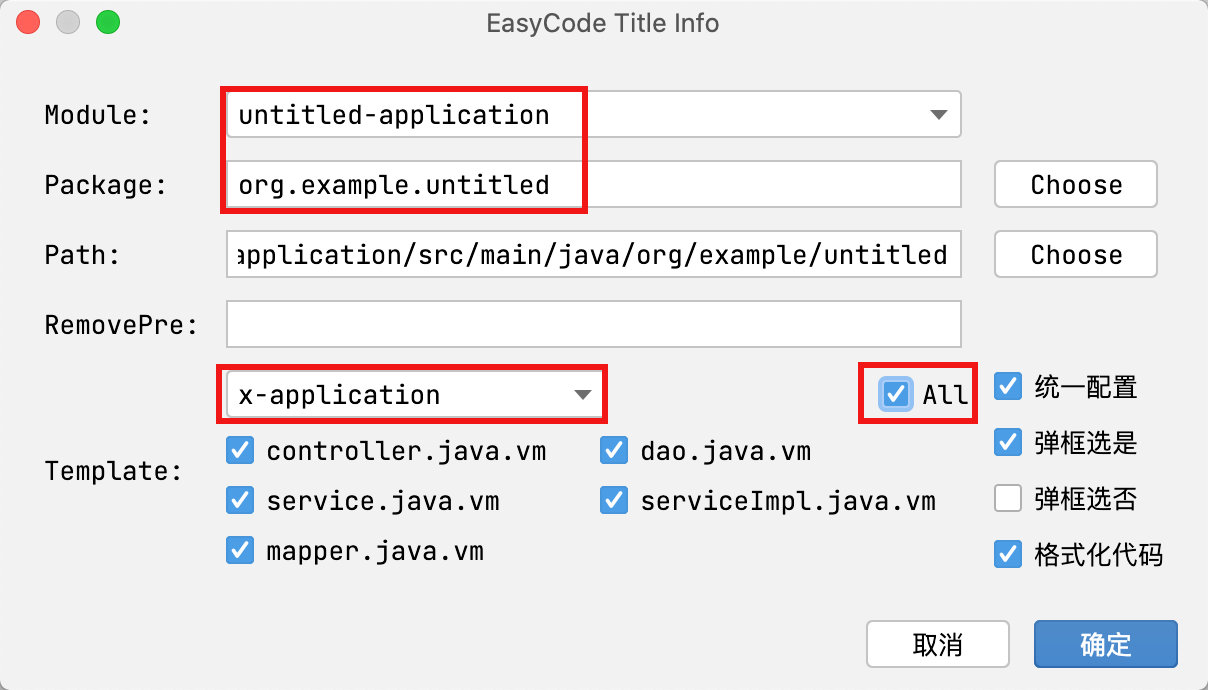 EasyCode Title Info
Module: untitled-application
Package: org.example.untitled Choose
Path: application/src/main/java/org/example/untitled Choose
RemovePre:
x-application All 统一配置
Template:
controller.java.vm dao.java.vm 弹框选是
service.java.vm serviceImpl.java.vm 弹框选否
mapper.java.vm 格式化代码
取消 确定